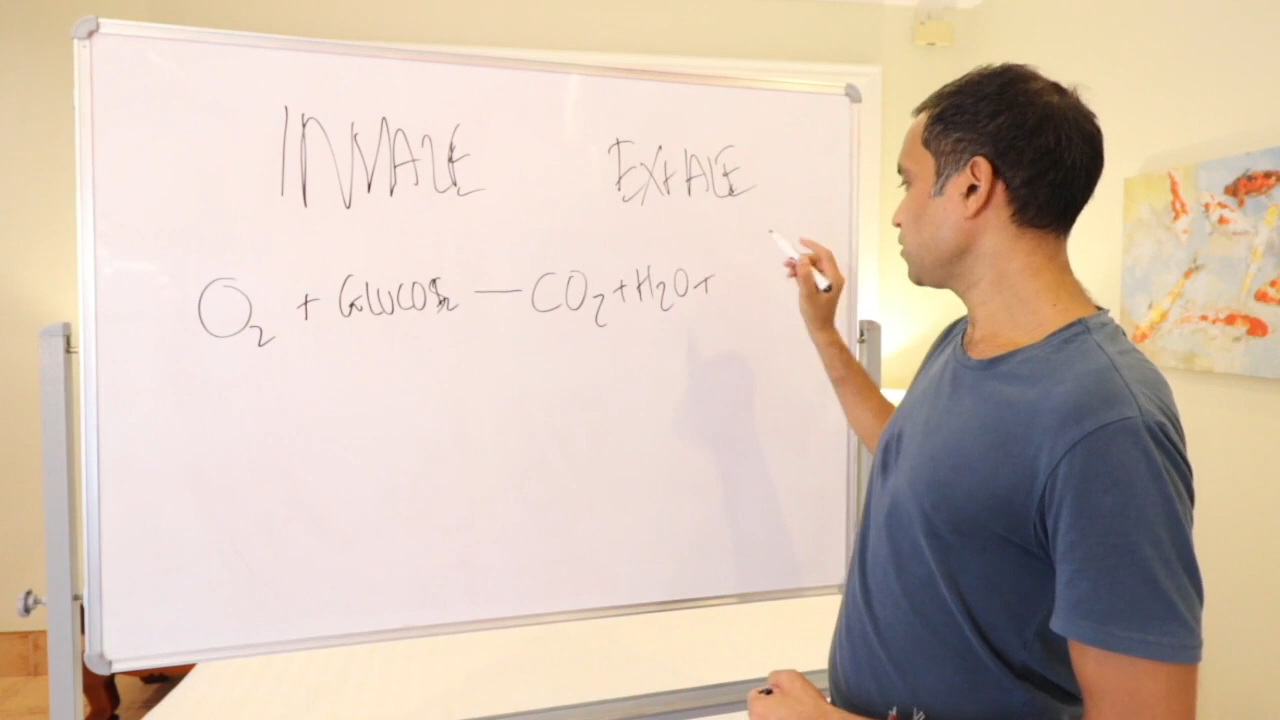 INHALE EXHALE
O₂ + GLUCOSE — CO₂ + H₂O +